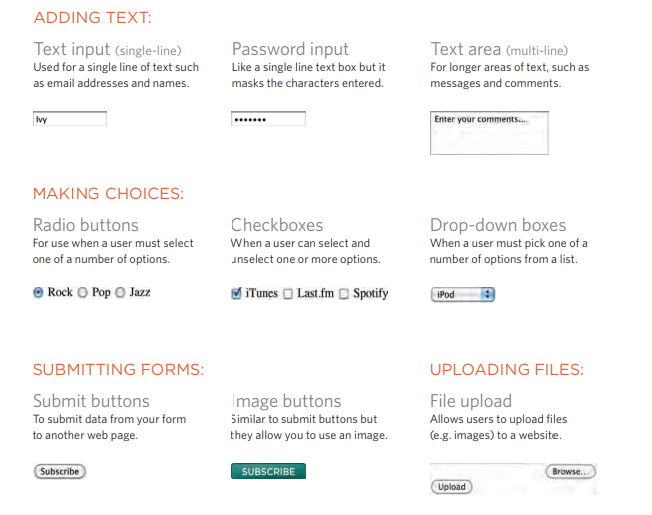 ADDING TEXT:
Text input (single-line)
Used for a single line of text such
as email addresses and names.
Ivy
Password input
Like a single line text box but it
masks the characters entered.
•••••••
Text area (multi-line)
For longer areas of text, such as
messages and comments.
Enter your comments...
MAKING CHOICES:
Radio buttons
For use when a user must select
one of a number of options.
Rock Pop Jazz
Checkboxes
When a user can select and
unselect one or more options.
iTunes Last.fm Spotify
Drop-down boxes
When a user must pick one of a
number of options from a list.
iPod
SUBMITTING FORMS:
Submit buttons
To submit data from your form
to another web page.
Subscribe
Image buttons
Similar to submit buttons but
they allow you to use an image.
SUBSCRIBE
UPLOADING FILES:
File upload
Allows users to upload files
(e.g. images) to a website.
Browse...
Upload